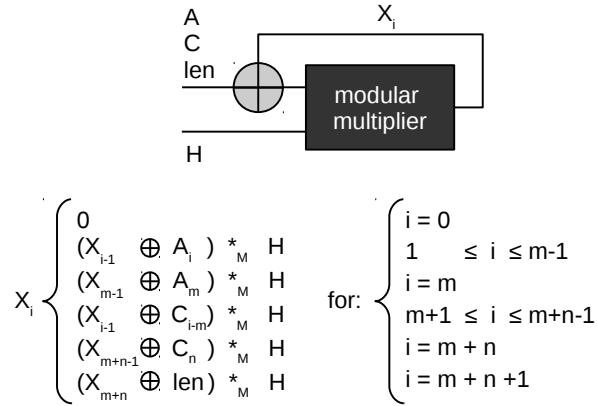 A
C
len
X_i
modular
multiplier
H
X_i
0
(X_{i-1} ⊕ A_i ) *_M H
(X_{m-1} ⊕ A_m ) *_M H
(X_{i-1} ⊕ C_{i-m} ) *_M H
(X_{m+n-1} ⊕ C_n ) *_M H
(X_{m+n} ⊕ len ) *_M H
for:
i = 0
1 ≤ i ≤ m-1
i = m
m+1 ≤ i ≤ m+n-1
i = m + n
i = m + n +1